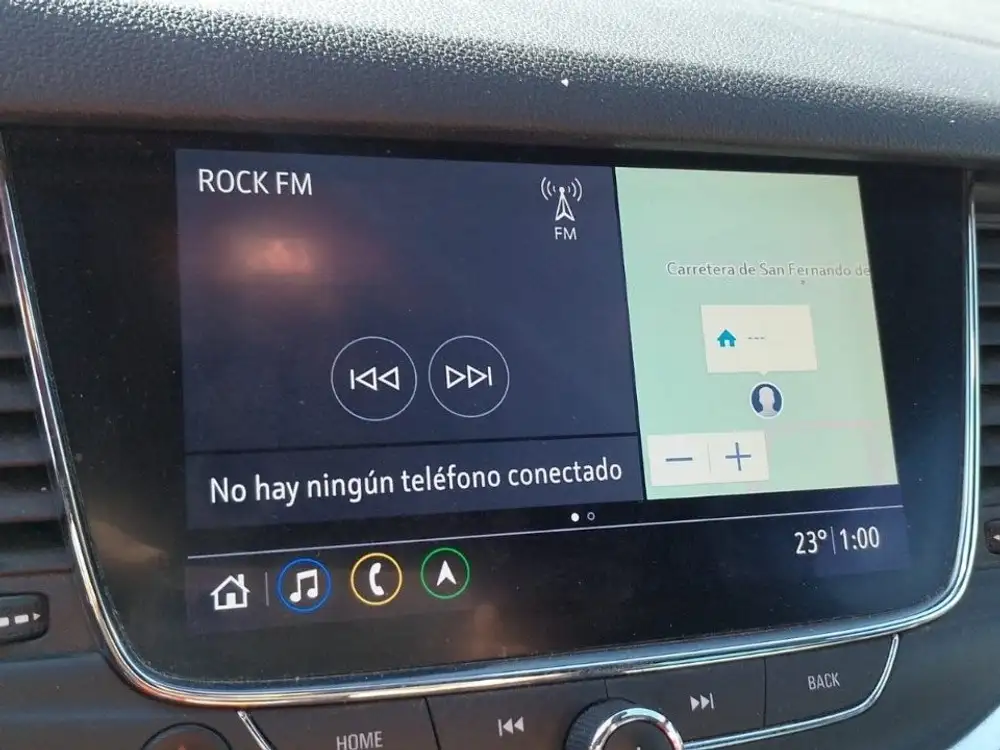 ROCK FM
FM
Carretera de San Fernando de
---
No hay ningún teléfono conectado
23° 1:00
HOME
BACK